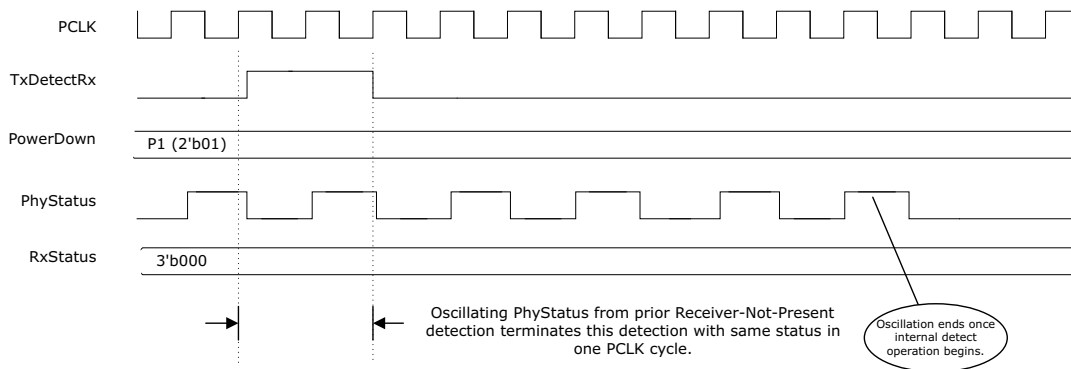 PCLK
TxDetectRx
PowerDown
P1 (2'b01)
PhyStatus
RxStatus
3'b000
Oscillating PhyStatus from prior Receiver-Not-Present
detection terminates this detection with same status in
one PCLK cycle.
Oscillation ends once
internal detect
operation begins.